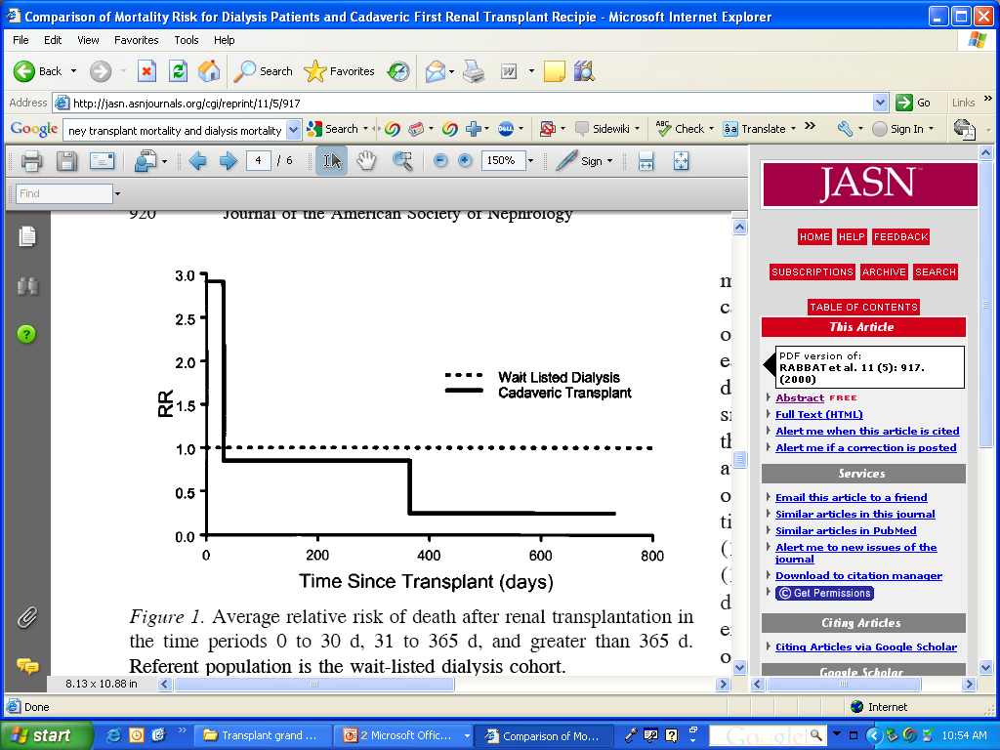 Comparison of Mortality Risk for Dialysis Patients and Cadaveric First Renal Transplant Recipie - Microsoft Internet Explorer
File Edit View Favorites Tools Help
Back Search Favorites
Address http://jasn.asnjournals.org/cgi/reprint/11/5/917 Go Links »
Google ney transplant mortality and dialysis mortality Search Sidewiki ABC Check Translate » Sign In
4 / 6 150% Sign
Find
920 Journal of the American Society of Nephrology
3.0
2.5
2.0
1.5
1.0
0.5
0.0
RR
Wait Listed Dialysis
Cadaveric Transplant
0 200 400 600 800
Time Since Transplant (days)
Figure 1. Average relative risk of death after renal transplantation in
the time periods 0 to 30 d, 31 to 365 d, and greater than 365 d.
Referent population is the wait-listed dialysis cohort.
8.13 x 10.88 in
JASN™
HOME HELP FEEDBACK
SUBSCRIPTIONS ARCHIVE SEARCH
TABLE OF CONTENTS
This Article
PDF version of:
RABBAT et al. 11 (5): 917.
(2000)
Abstract FREE
Full Text (HTML)
Alert me when this article is cited
Alert me if a correction is posted
Services
Email this article to a friend
Similar articles in this journal
Similar articles in PubMed
Alert me to new issues of the
journal
Download to citation manager
© Get Permissions
Citing Articles
Citing Articles via Google Scholar
Google Scholar
Done Internet
start » Transplant grand ... 2 Microsoft Offic... Comparison of Mo... Google 10:54 AM